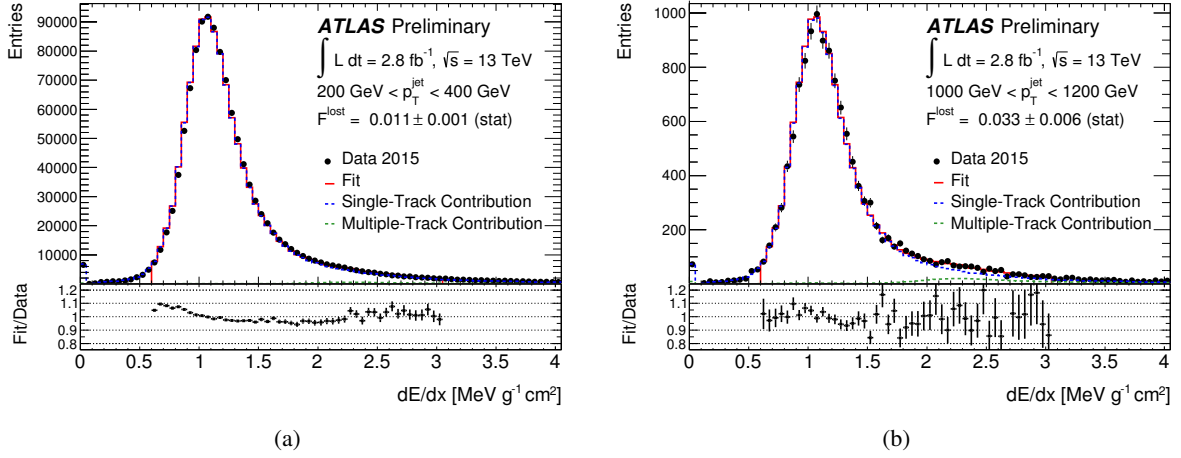 Entries
90000
80000
70000
60000
50000
40000
30000
20000
10000
ATLAS Preliminary
∫ L dt = 2.8 fb⁻¹, √s = 13 TeV
200 GeV < p_T^jet < 400 GeV
F^lost = 0.011 ± 0.001 (stat)
Data 2015
Fit
Single-Track Contribution
Multiple-Track Contribution
Fit/Data
1.2
1.1
1
0.9
0.8
0 0.5 1 1.5 2 2.5 3 3.5 4
dE/dx [MeV g⁻¹ cm²]
(a)
Entries
1000
800
600
400
200
ATLAS Preliminary
∫ L dt = 2.8 fb⁻¹, √s = 13 TeV
1000 GeV < p_T^jet < 1200 GeV
F^lost = 0.033 ± 0.006 (stat)
Data 2015
Fit
Single-Track Contribution
Multiple-Track Contribution
Fit/Data
1.2
1.1
1
0.9
0.8
0 0.5 1 1.5 2 2.5 3 3.5 4
dE/dx [MeV g⁻¹ cm²]
(b)